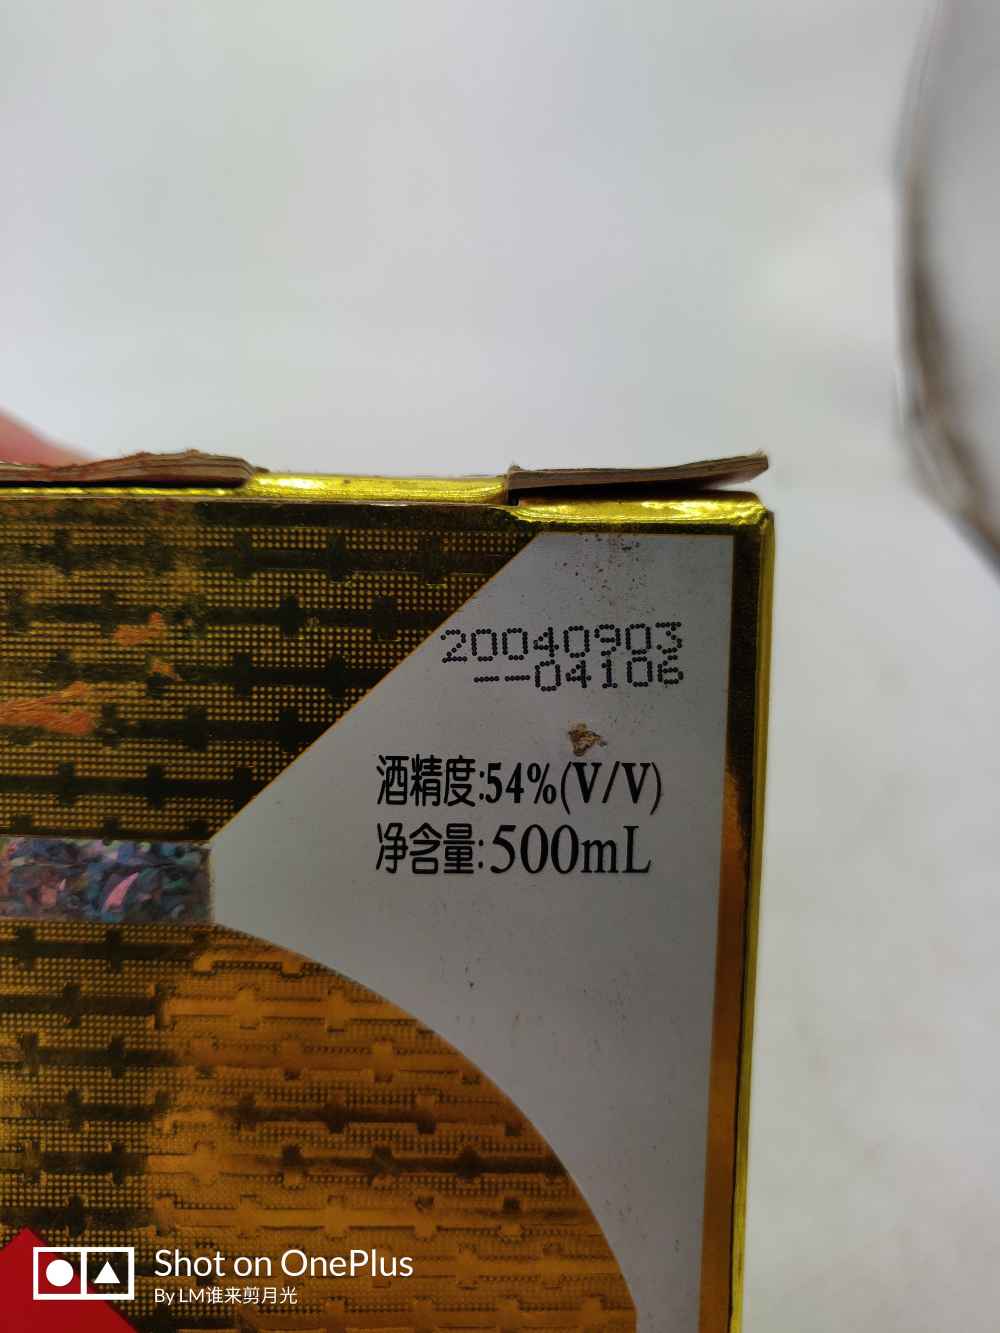 20040903
--04106
酒精度:54%(V/V)
净含量:500mL
Shot on OnePlus
By LM谁来剪月光